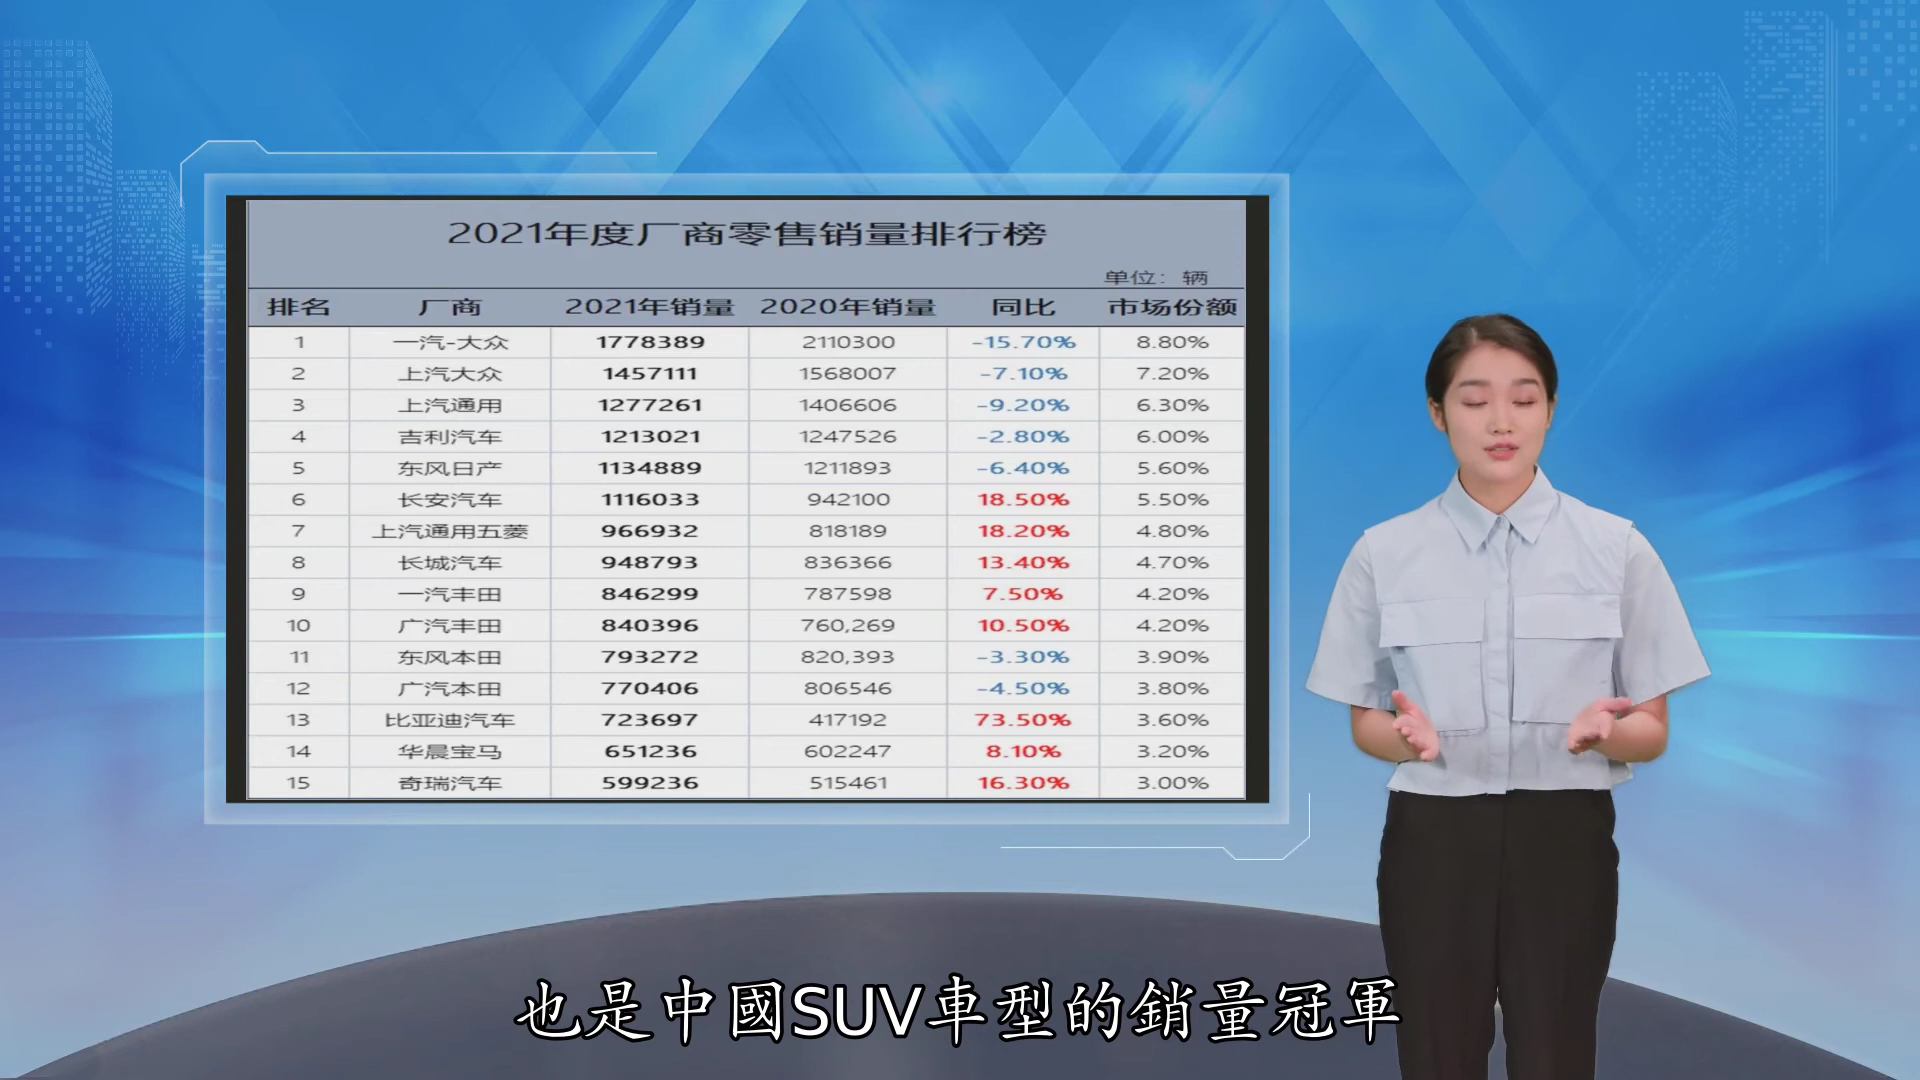 2021年度厂商零售销量排行榜
单位：辆
排名 厂商 2021年销量 2020年销量 同比 市场份额
1 一汽-大众 1778389 2110300 -15.70% 8.80%
2 上汽大众 1457111 1568007 -7.10% 7.20%
3 上汽通用 1277261 1406606 -9.20% 6.30%
4 吉利汽车 1213021 1247526 -2.80% 6.00%
5 东风日产 1134889 1211893 -6.40% 5.60%
6 长安汽车 1116033 942100 18.50% 5.50%
7 上汽通用五菱 966932 818189 18.20% 4.80%
8 长城汽车 948793 836366 13.40% 4.70%
9 一汽丰田 846299 787598 7.50% 4.20%
10 广汽丰田 840396 760,269 10.50% 4.20%
11 东风本田 793272 820,393 -3.30% 3.90%
12 广汽本田 770406 806546 -4.50% 3.80%
13 比亚迪汽车 723697 417192 73.50% 3.60%
14 华晨宝马 651236 602247 8.10% 3.20%
15 奇瑞汽车 599236 515461 16.30% 3.00%
也是中國SUV車型的銷量冠軍